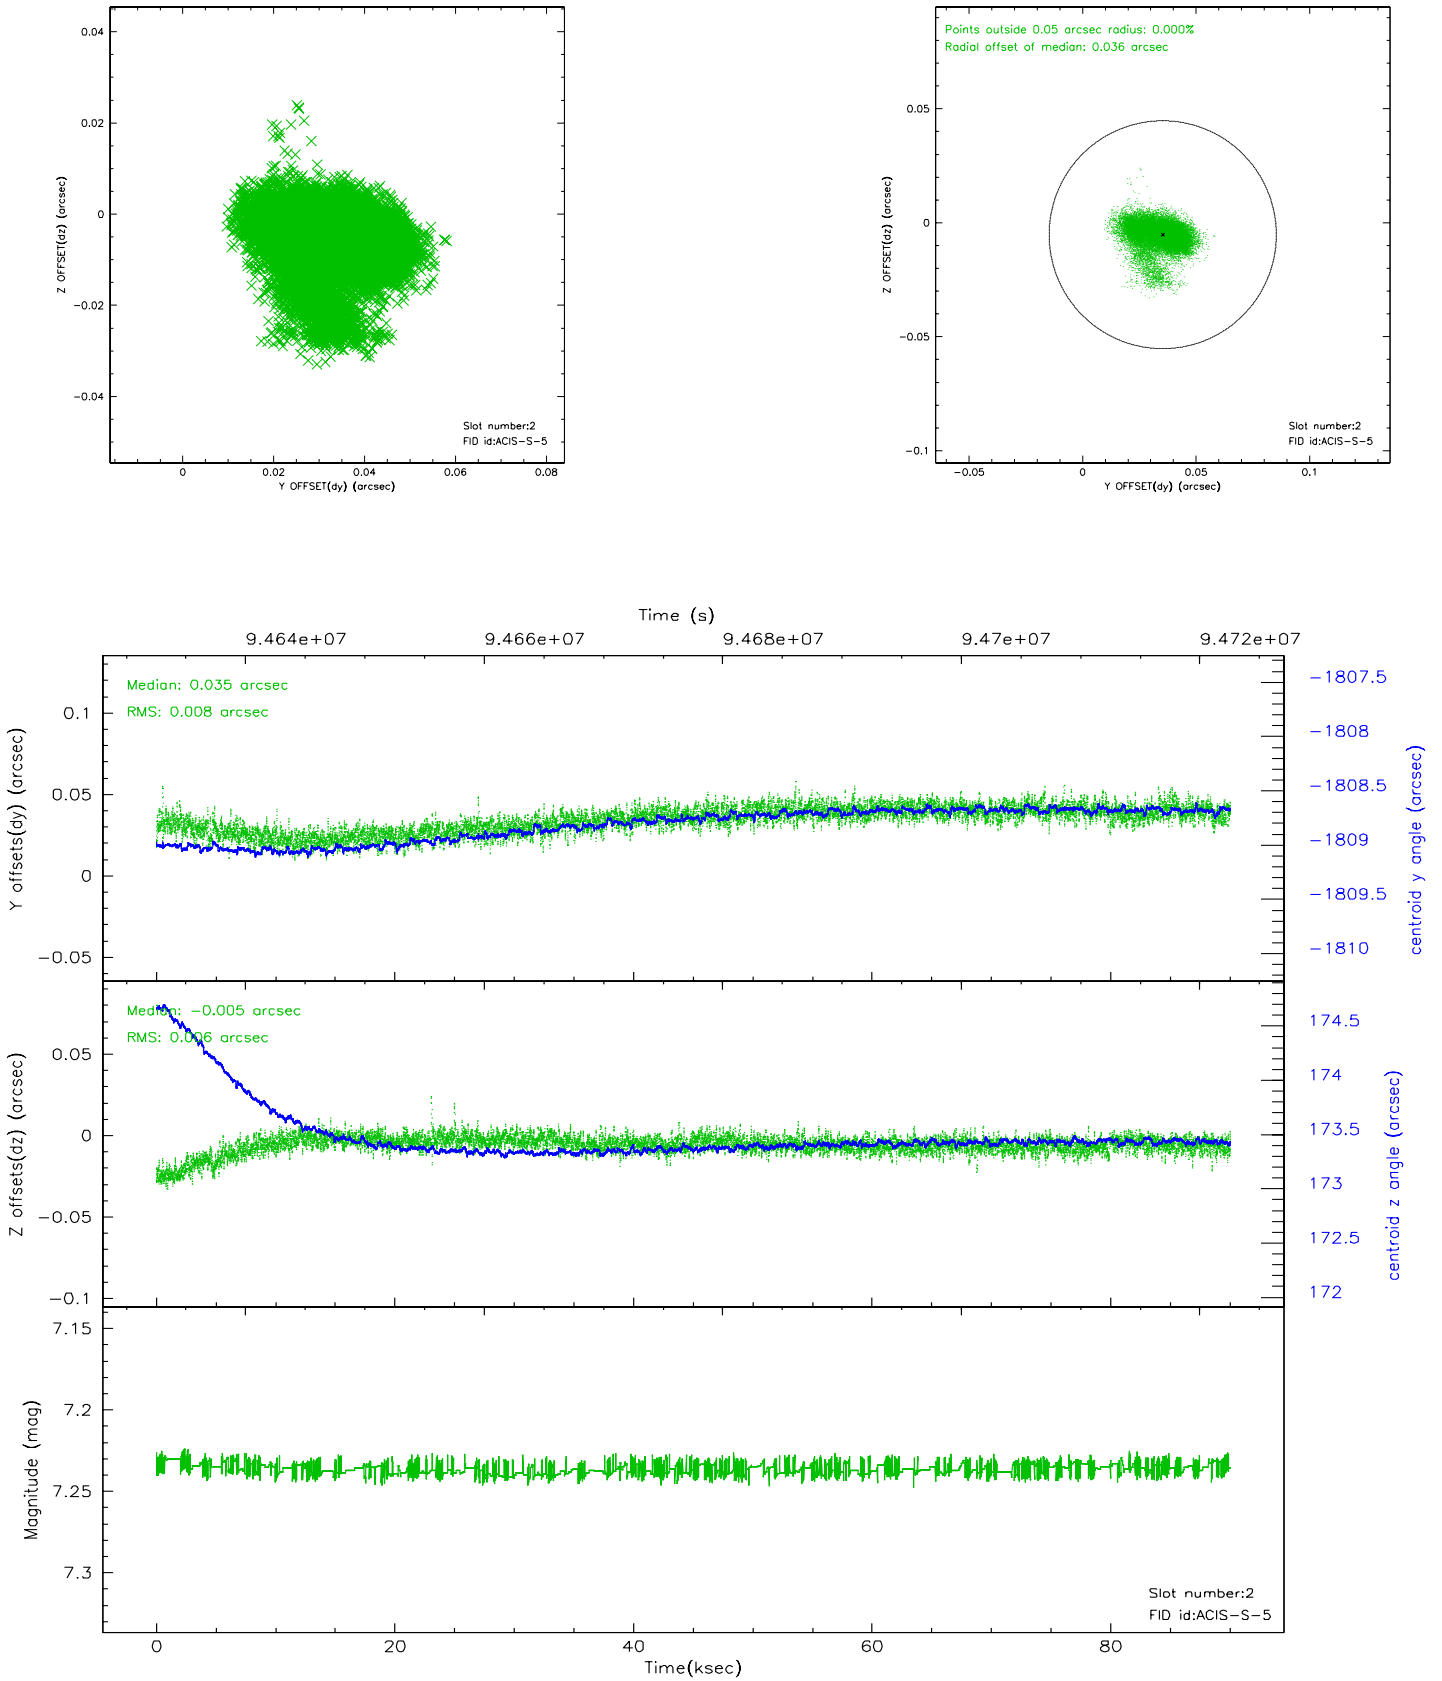 0.04
0.02
0
-0.02
-0.04
Z OFFSET(dz) (arcsec)
Slot number:2
FID id:ACIS-S-5
0 0.02 0.04 0.06 0.08
Y OFFSET(dy) (arcsec)
Points outside 0.05 arcsec radius: 0.000%
Radial offset of median: 0.036 arcsec
0.05
0
-0.05
-0.1
Z OFFSET(dz) (arcsec)
Slot number:2
FID id:ACIS-S-5
-0.05 0 0.05 0.1
Y OFFSET(dy) (arcsec)
Time (s)
9.464e+07 9.466e+07 9.468e+07 9.47e+07 9.472e+07
Median: 0.035 arcsec
RMS: 0.008 arcsec
0.1
0.05
0
-0.05
Y offsets(dy) (arcsec)
-1807.5
-1808
-1808.5
-1809
-1809.5
-1810
centroid y angle (arcsec)
Median: -0.005 arcsec
RMS: 0.006 arcsec
0.05
0
-0.05
-0.1
Z offsets(dz) (arcsec)
174.5
174
173.5
173
172.5
172
centroid z angle (arcsec)
7.15
7.2
7.25
7.3
Magnitude (mag)
Slot number:2
FID id:ACIS-S-5
0 20 40 60 80
Time(ksec)